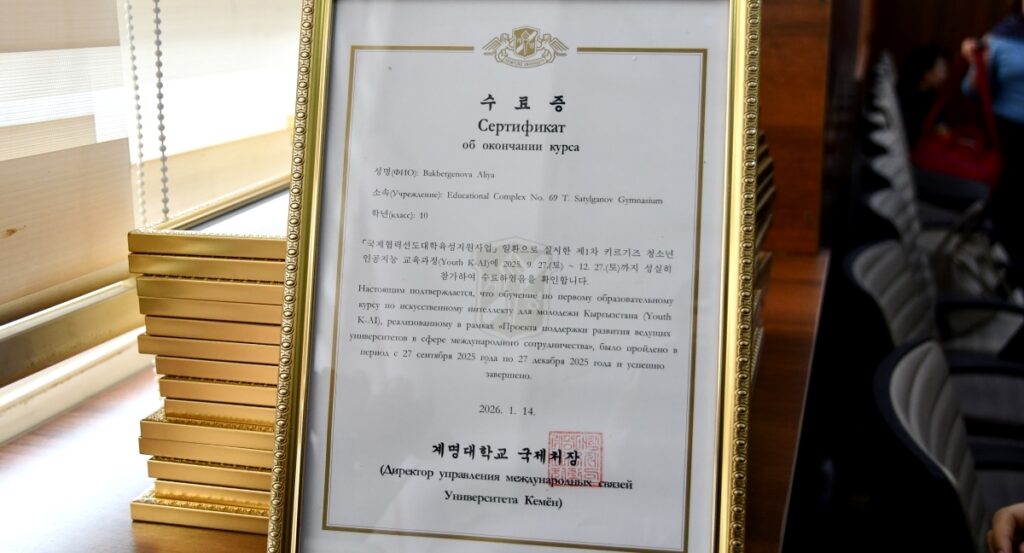 수 료 증
Сертификат
об окончании курса
성명(ФИО): Bakbergenova Aliya
소속(Учреждение): Educational Complex No. 69 T. Satylganov Gymnasium
학년(класс): 10
『국제협력선도대학육성지원사업』 일환으로 실시한 제1차 키르기즈 청소년
인공지능 교육과정(Youth K-AI)에 2025. 9. 27.(토) ~ 12. 27.(토)까지 성실히
참가하여 수료하였음을 확인합니다.
Настоящим подтверждается, что обучение по первому образовательному
курсу по искусственному интеллекту для молодежи Кыргызстана (Youth
K-AI), реализованному в рамках «Проекта поддержки развития ведущих
университетов в сфере международного сотрудничества», было пройдено в
период с 27 сентября 2025 года по 27 декабря 2025 года и успешно
завершено.
2026. 1. 14.
계명대학교 국제처장
(Директор управления международных связей
Университета Кемён)